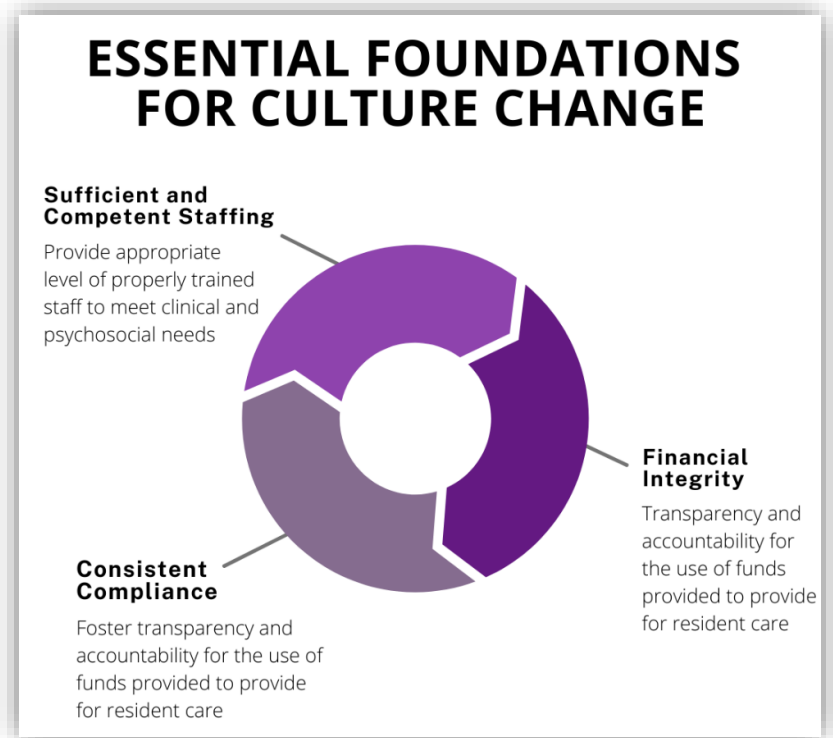 ESSENTIAL FOUNDATIONS
FOR CULTURE CHANGE
Sufficient and
Competent Staffing
Provide appropriate
level of properly trained
staff to meet clinical and
psychosocial needs
Financial
Integrity
Transparency and
accountability for
the use of funds
provided to provide
for resident care
Consistent
Compliance
Foster transparency and
accountability for the use of
funds provided to provide
for resident care